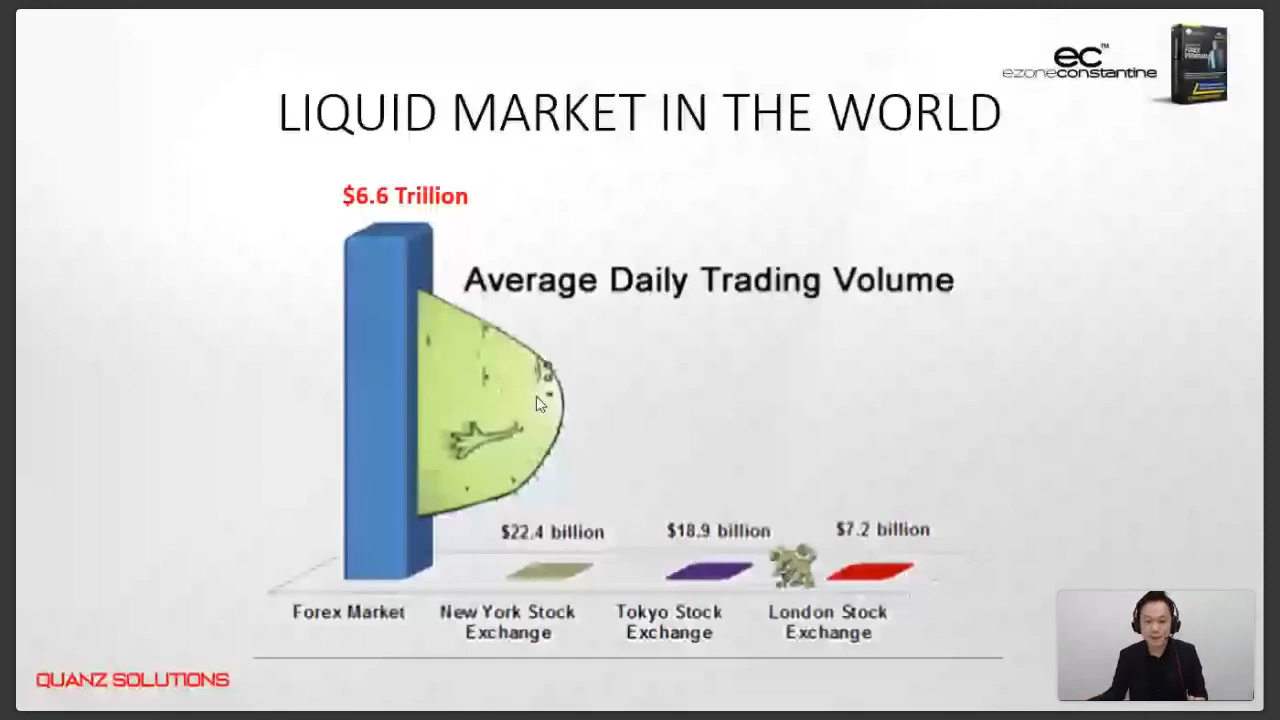 ec™
ezoneconstantine
LIQUID MARKET IN THE WORLD
$6.6 Trillion
Average Daily Trading Volume
$22.4 billion
$18.9 billion
$7.2 billion
Forex Market
New York Stock
Exchange
Tokyo Stock
Exchange
London Stock
Exchange
QUANZ SOLUTIONS